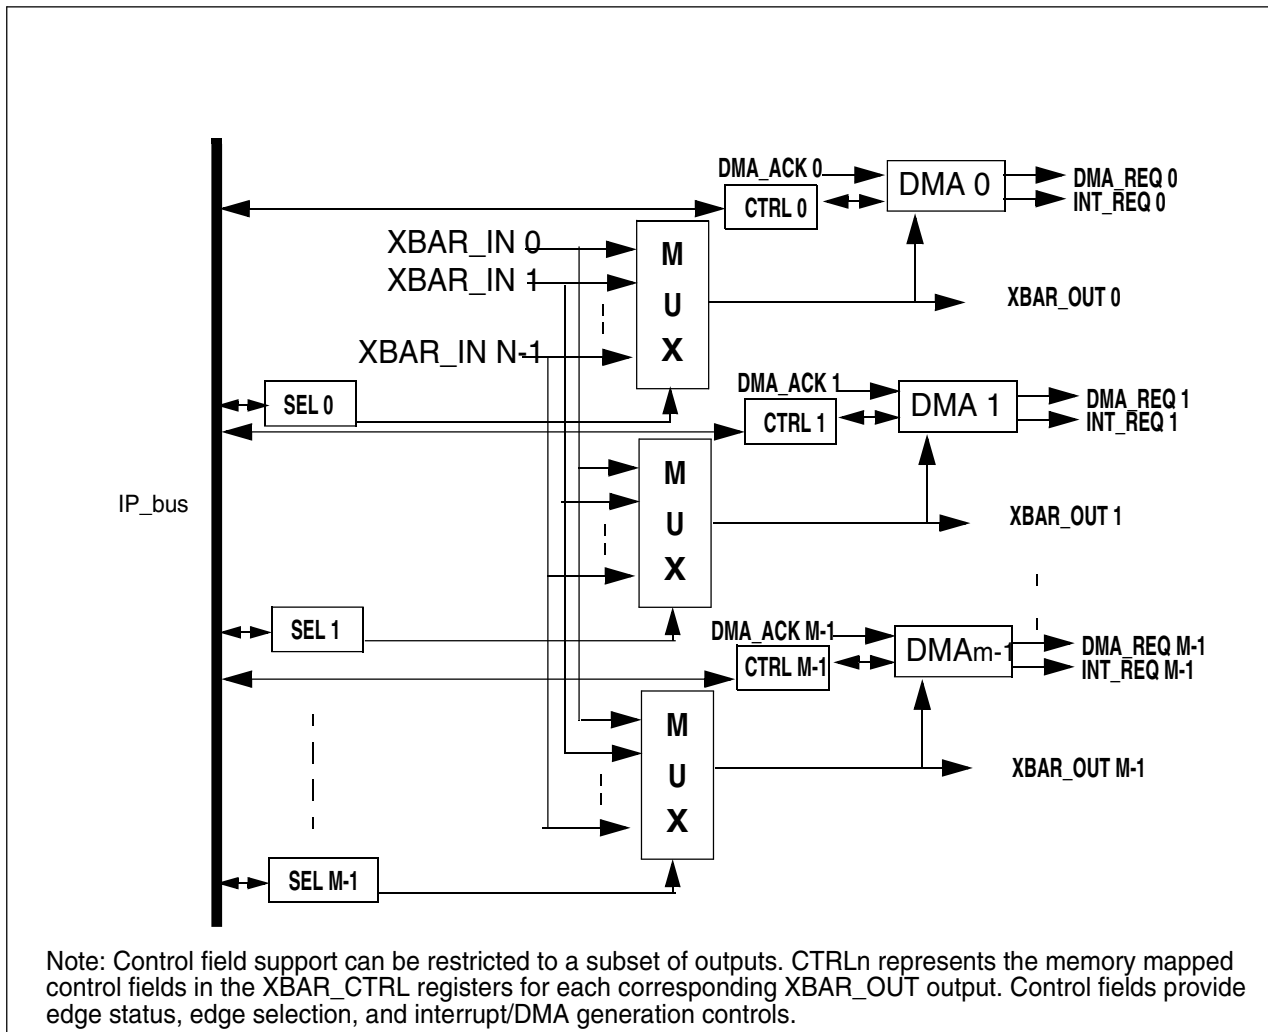 DMA_ACK 0
DMA 0
DMA_REQ 0
CTRL 0
INT_REQ 0
XBAR_IN 0
M
XBAR_IN 1
U
XBAR_OUT 0
XBAR_IN N-1
X
DMA_ACK 1
DMA 1
DMA_REQ 1
SEL 0
CTRL 1
INT_REQ 1
M
IP_bus
U
XBAR_OUT 1
X
SEL 1
DMA_ACK M-1
DMAm-1
DMA_REQ M-1
CTRL M-1
INT_REQ M-1
M
U
XBAR_OUT M-1
X
SEL M-1
Note: Control field support can be restricted to a subset of outputs. CTRLn represents the memory mapped
control fields in the XBAR_CTRL registers for each corresponding XBAR_OUT output. Control fields provide
edge status, edge selection, and interrupt/DMA generation controls.